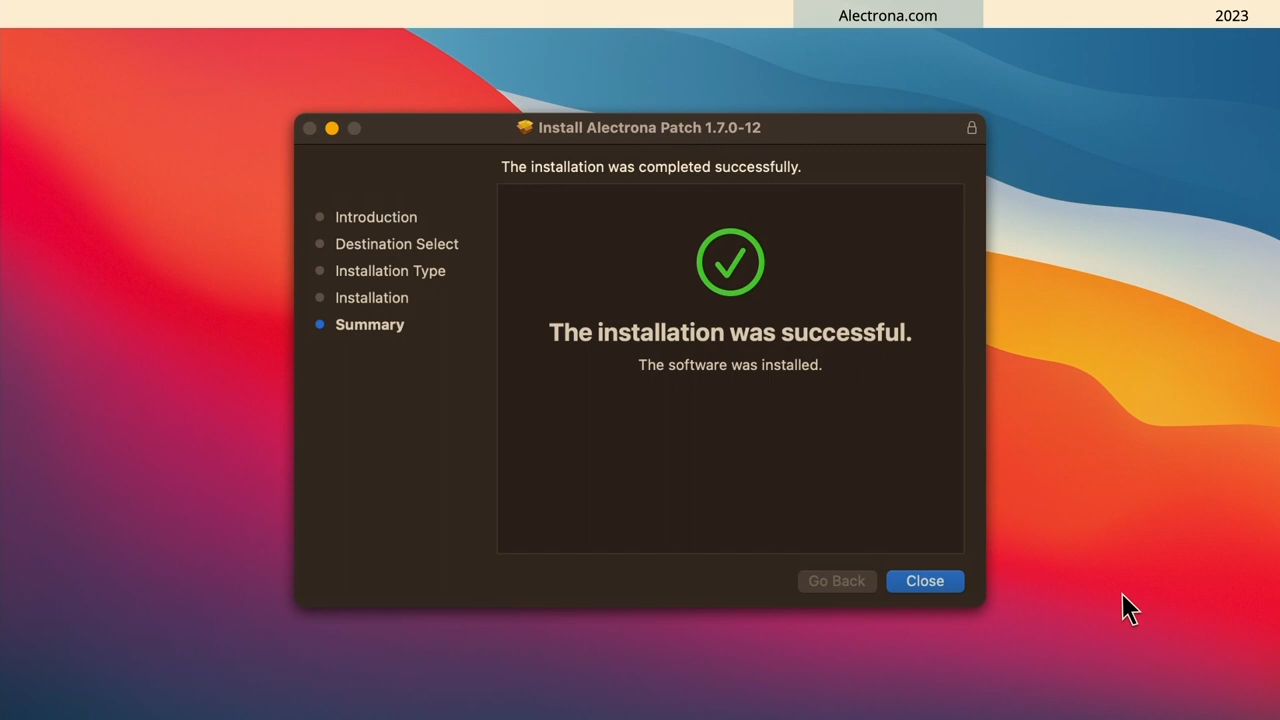 Alectrona.com
2023
Install Alectrona Patch 1.7.0-12
The installation was completed successfully.
Introduction
Destination Select
Installation Type
Installation
Summary
The installation was successful.
The software was installed.
Go Back
Close